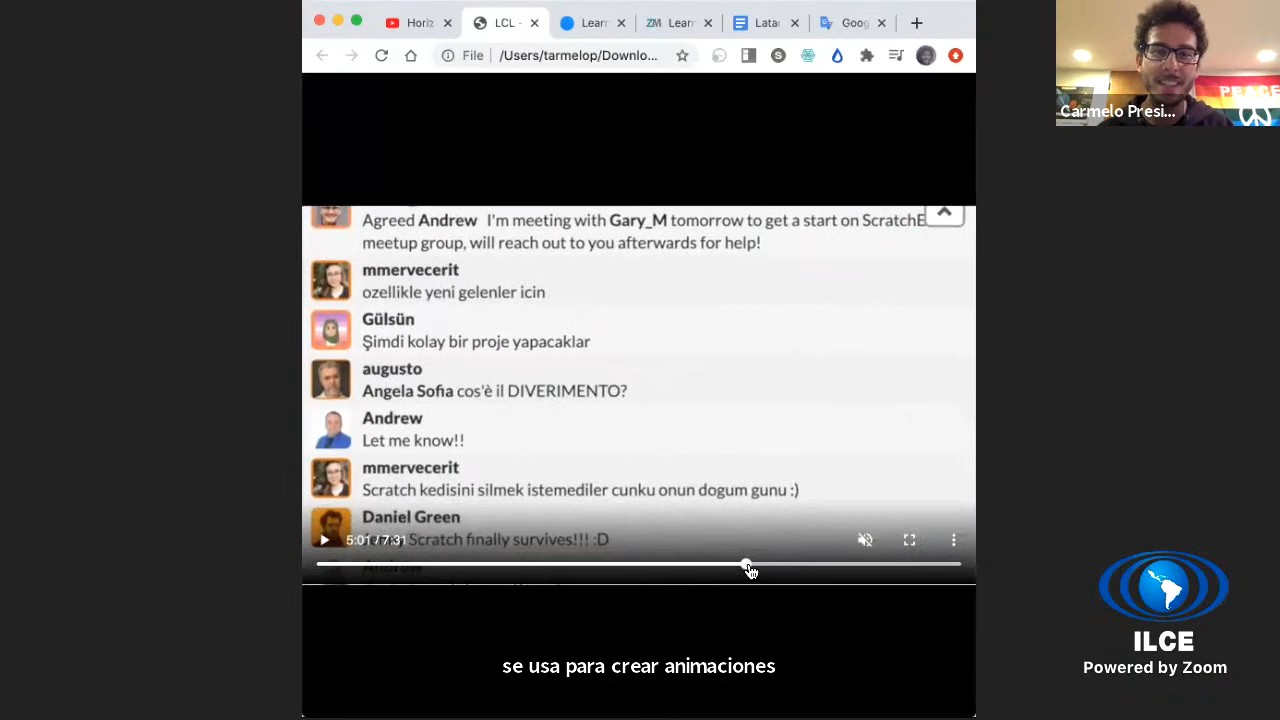 Horiz
LCL -
Learn
ZM Learn
Latar
Goog
File /Users/tarmelop/Downlo...
Carmelo Presi...
PEACE
Agreed Andrew I'm meeting with Gary_M tomorrow to get a start on ScratchE
meetup group, will reach out to you afterwards for help!
mmervecerit
ozellikle yeni gelenler icin
Gülsün
Şimdi kolay bir proje yapacaklar
augusto
Angela Sofia cos'è il DIVERIMENTO?
Andrew
Let me know!!
mmervecerit
Scratch kedisini silmek istemediler cunku onun dogum gunu :)
Daniel Green
Scratch finally survives!!! :D
5:01 / 7:31
Andrew
se usa para crear animaciones
ILCE
Powered by Zoom